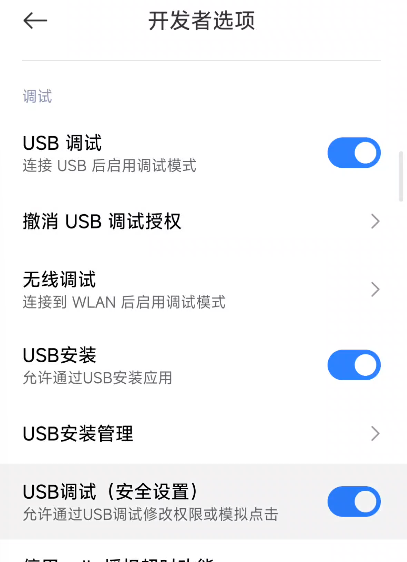 开发者选项
调试
USB 调试
连接 USB 后启用调试模式
撤消 USB 调试授权
无线调试
连接到 WLAN 后启用调试模式
USB安装
允许通过USB安装应用
USB安装管理
USB调试（安全设置）
允许通过USB调试修改权限或模拟点击